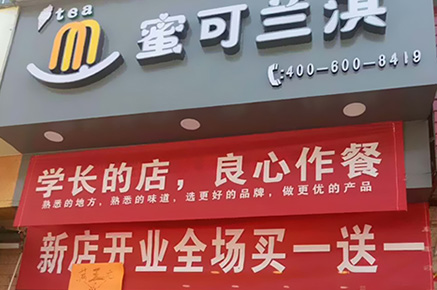 tea
蜜可兰淇
:400-600-8419
学长的店，良心作餐
熟悉的地方，熟悉的味道，选更好的品牌，做更优的产品
新店开业全场买一送一